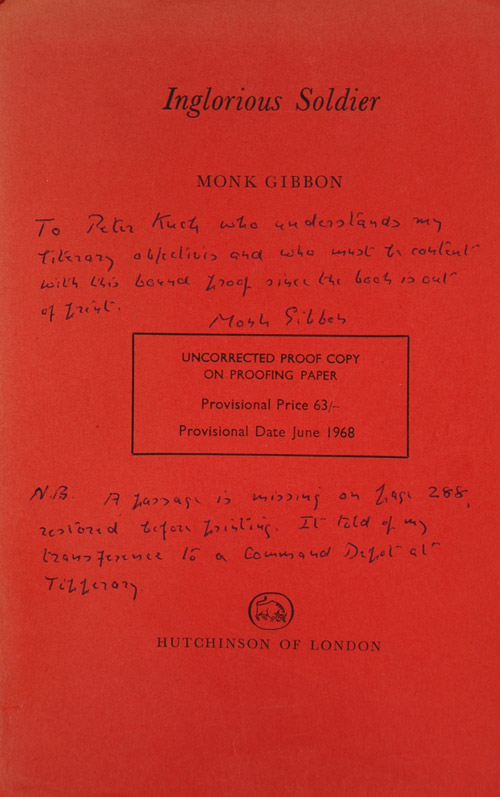 Inglorious Soldier
MONK GIBBON
To Peter Kuch who understands my
literary objectives and who must be content
with this bound proof since the book is out
of print.
Monk Gibbon
UNCORRECTED PROOF COPY
ON PROOFING PAPER
Provisional Price 63/-
Provisional Date June 1968
N.B. A passage is missing on page 288,
restored before printing. It told of my
transference to a Command Depot at
Tipperary.
HUTCHINSON OF LONDON